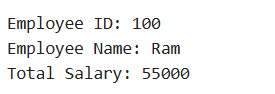 Employee ID: 100
Employee Name: Ram
Total Salary: 55000